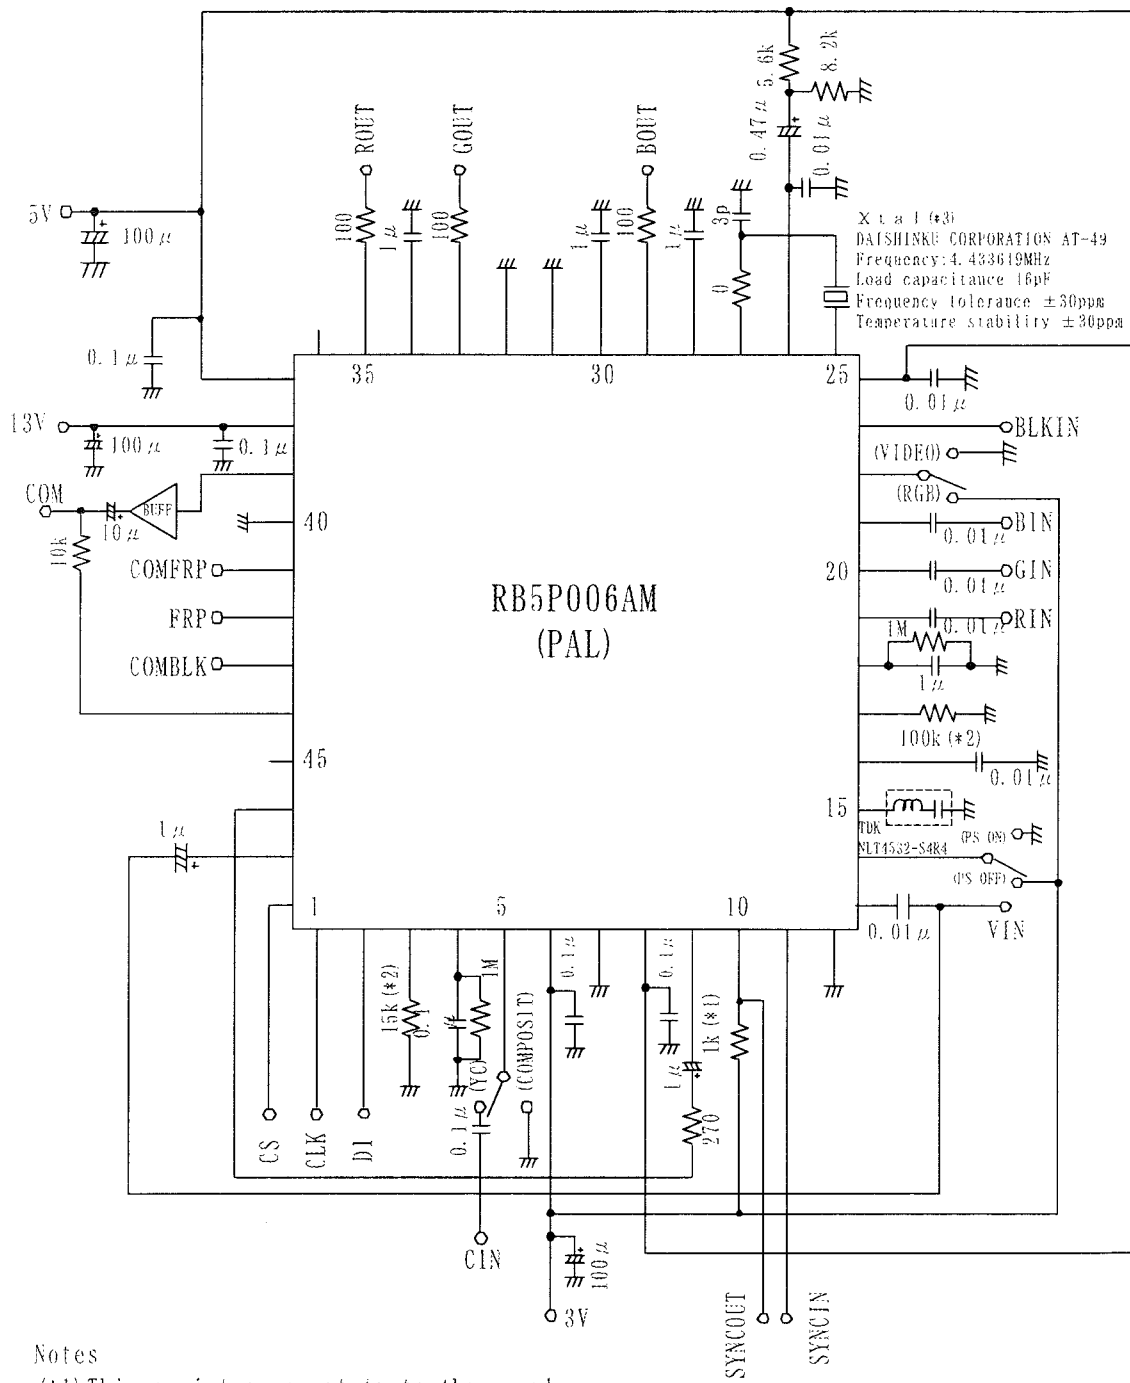 5.6k
8.2k
0.47μ
0.01μ
ROUT
GOUT
BOUT
5V
100μ
100
1μ
100
1μ
100
1μ
3p
0
Xtal (*3)
DAISHINKU CORPORATION AT-49
Frequency:4.433619MHz
Load capacitance 16pF
Frequency tolerance ±30ppm
Temperature stability ±30ppm
0.1μ
35
30
25
0.01μ
13V
100μ
0.1μ
BLKIN
(VIDEO)
(RGB)
COM
BUFF
10μ
10k
40
BIN
0.01μ
COMFRP
20
GIN
0.01μ
RB5P006AM
(PAL)
FRP
RIN
0.01μ
1M
COMBLK
1μ
100k (*2)
45
0.01μ
15
TDK
NLT4532-S4R4
(PS ON)
(PS OFF)
1μ
1
5
10
0.01μ
VIN
15k (*2)
0.1
μ
1M
0.1μ
0.1μ
1k (*1)
(YC)
(COMPOSIT)
1μ
270
CS
CLK
DI
0.1μ
CIN
100μ
3V
SYNCOUT
SYNCIN
Notes